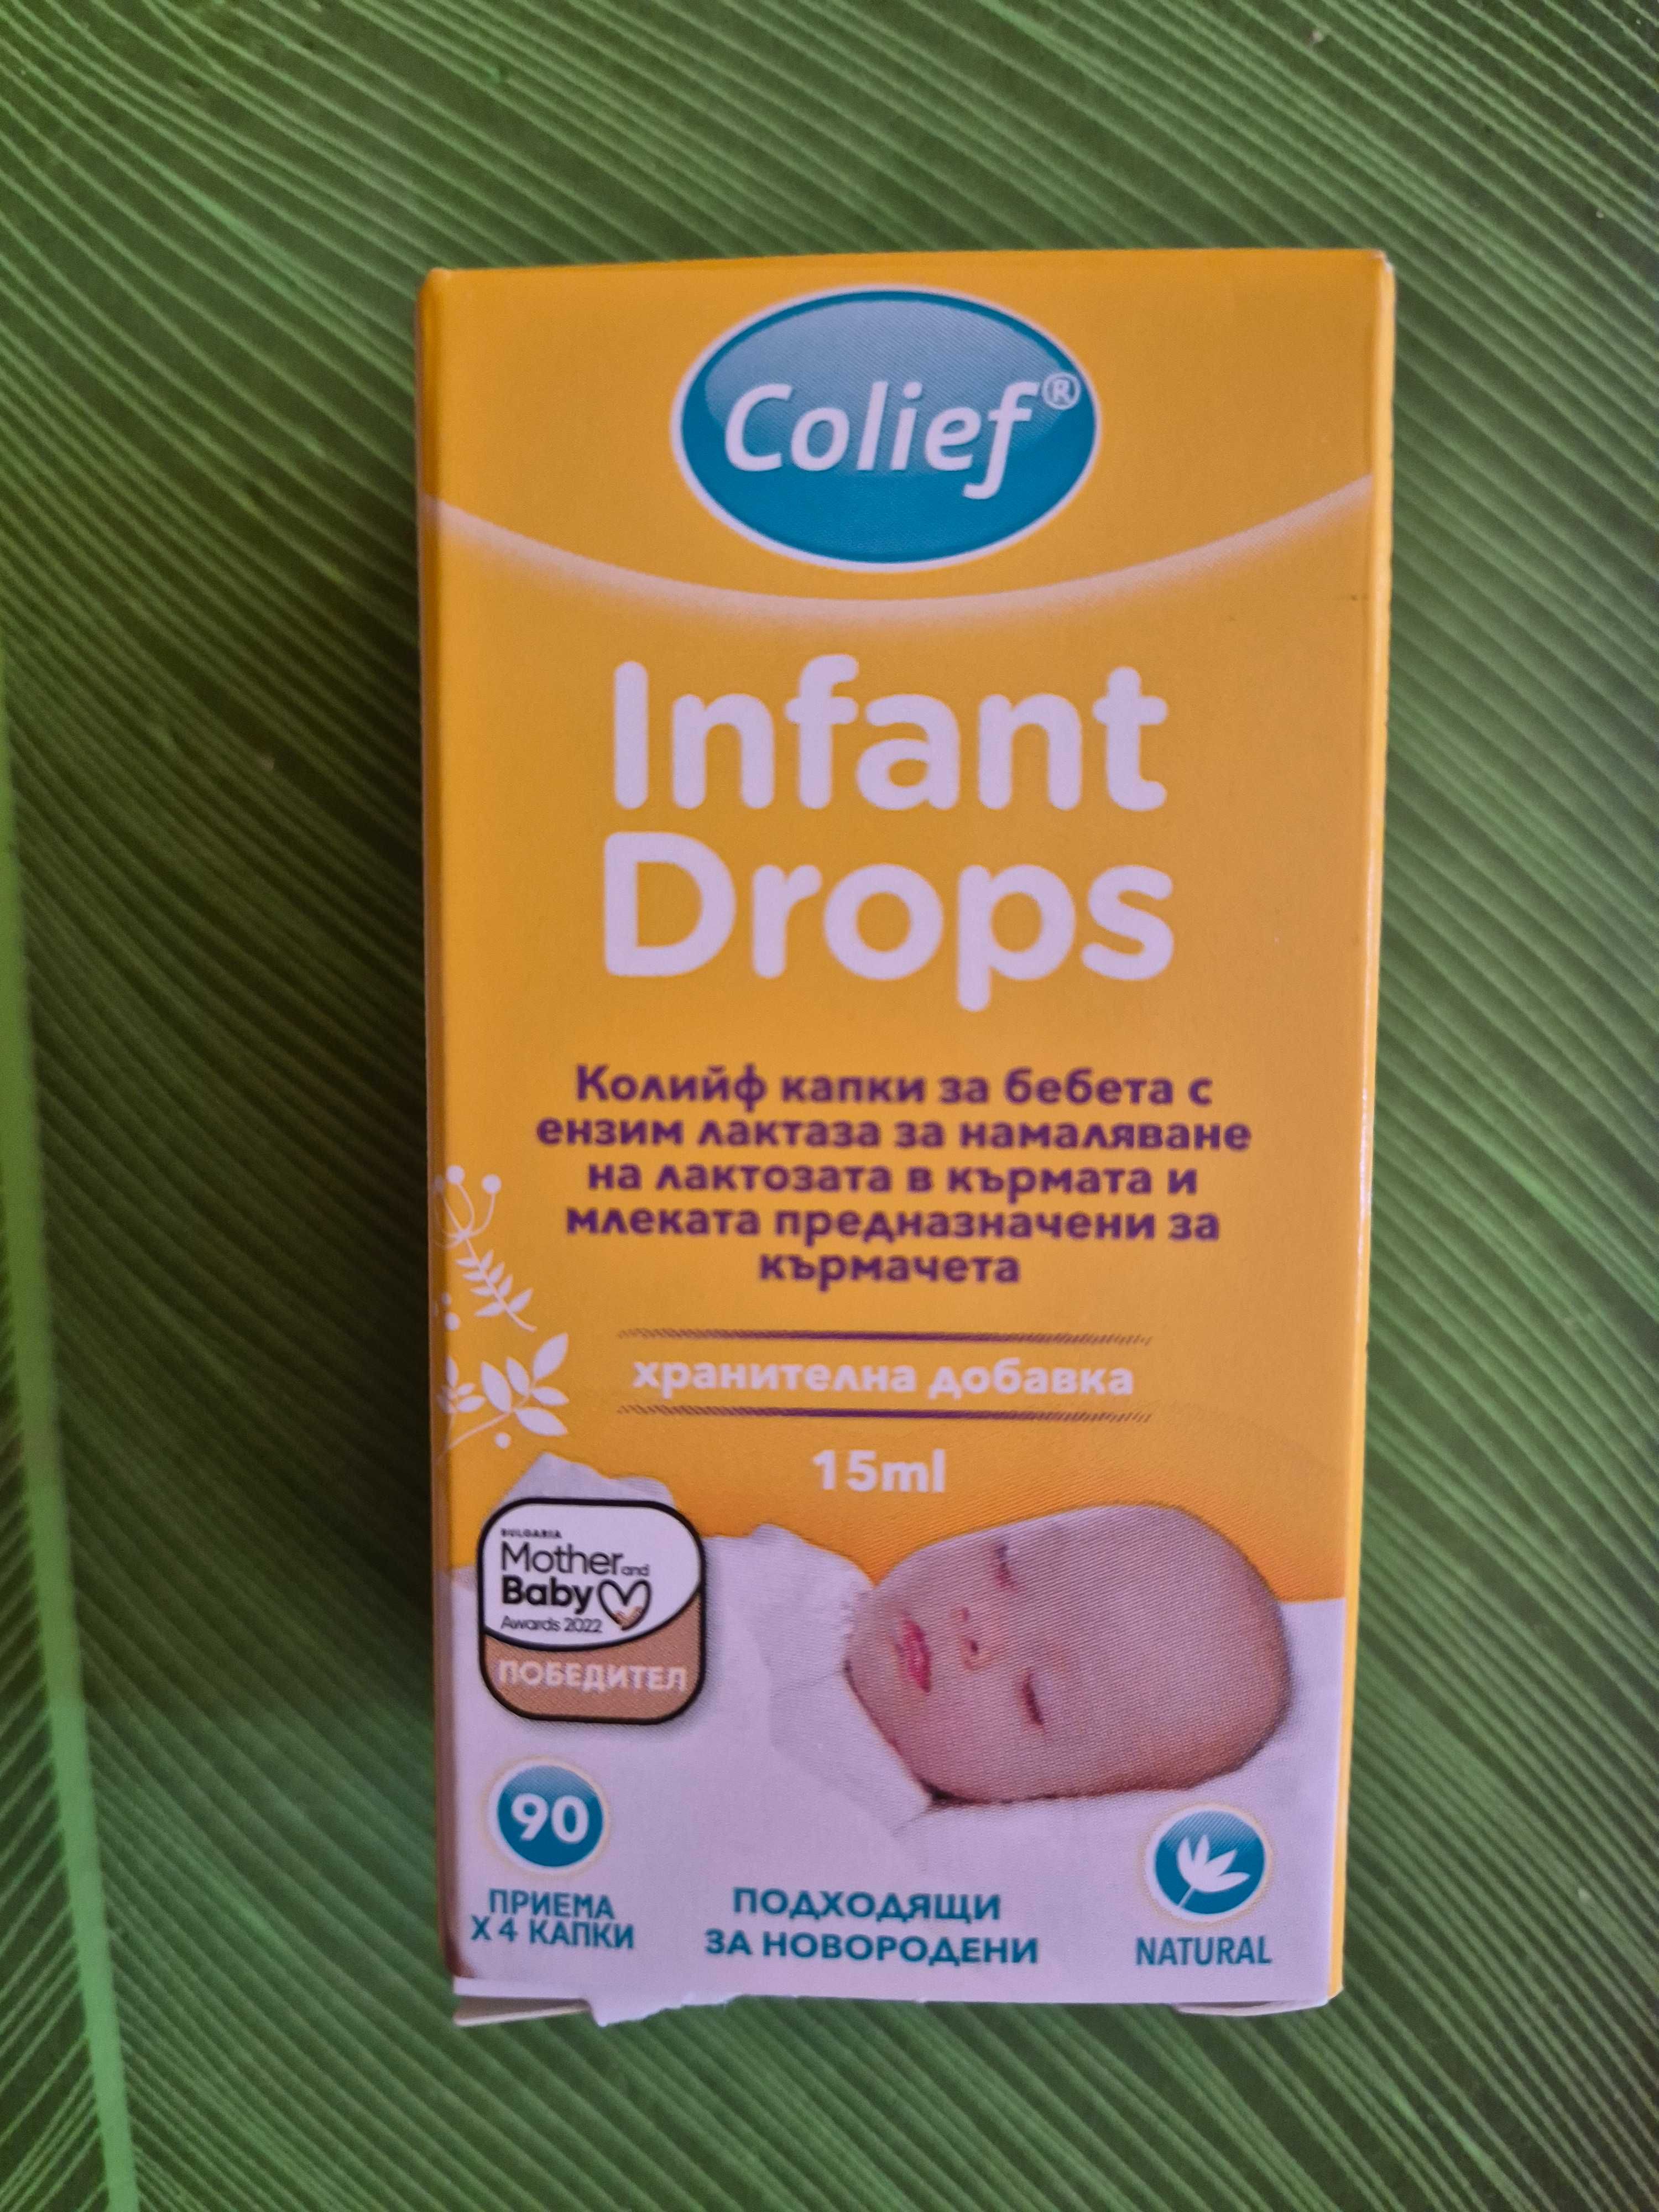 Colief®
Infant
Drops
Колийф капки за бебета с
ензим лактаза за намаляване
на лактозата в кърмата и
млеката предназначени за
кърмачета
хранителна добавка
15ml
BULGARIA
Mother and
Baby
Awards 2022
ПОБЕДИТЕЛ
90
ПРИЕМА
X 4 КАПКИ
ПОДХОДЯЩИ
ЗА НОВОРОДЕНИ
NATURAL